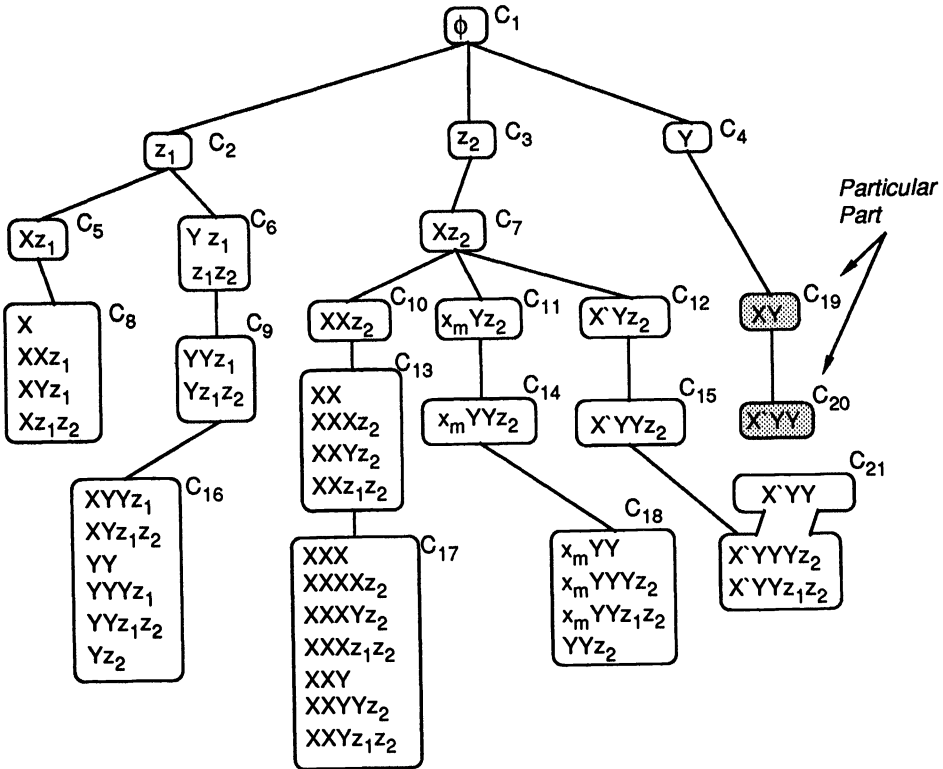 ϕ C₁
z₁ C₂
z₂ C₃
Y C₄
Particular
Part
Xz₁ C₅
Y z₁ C₆
z₁z₂
Xz₂ C₇
X C₈
XXz₁
XYz₁
Xz₁z₂
YYz₁ C₉
Yz₁z₂
XXz₂ C₁₀
xₘYz₂ C₁₁
X`Yz₂ C₁₂
XY C₁₉
XX C₁₃
XXXz₂
XXYz₂
XXz₁z₂
xₘYYz₂ C₁₄
X`YYz₂ C₁₅
X`YY C₂₀
XYYz₁ C₁₆
XYz₁z₂
YY
YYYz₁
YYz₁z₂
Yz₂
XXX C₁₇
XXXXz₂
XXXYz₂
XXXz₁z₂
XXY
XXYYz₂
XXYz₁z₂
xₘYY C₁₈
xₘYYYz₂
xₘYYz₁z₂
YYz₂
X`YY C₂₁
X`YYYz₂
X`YYz₁z₂